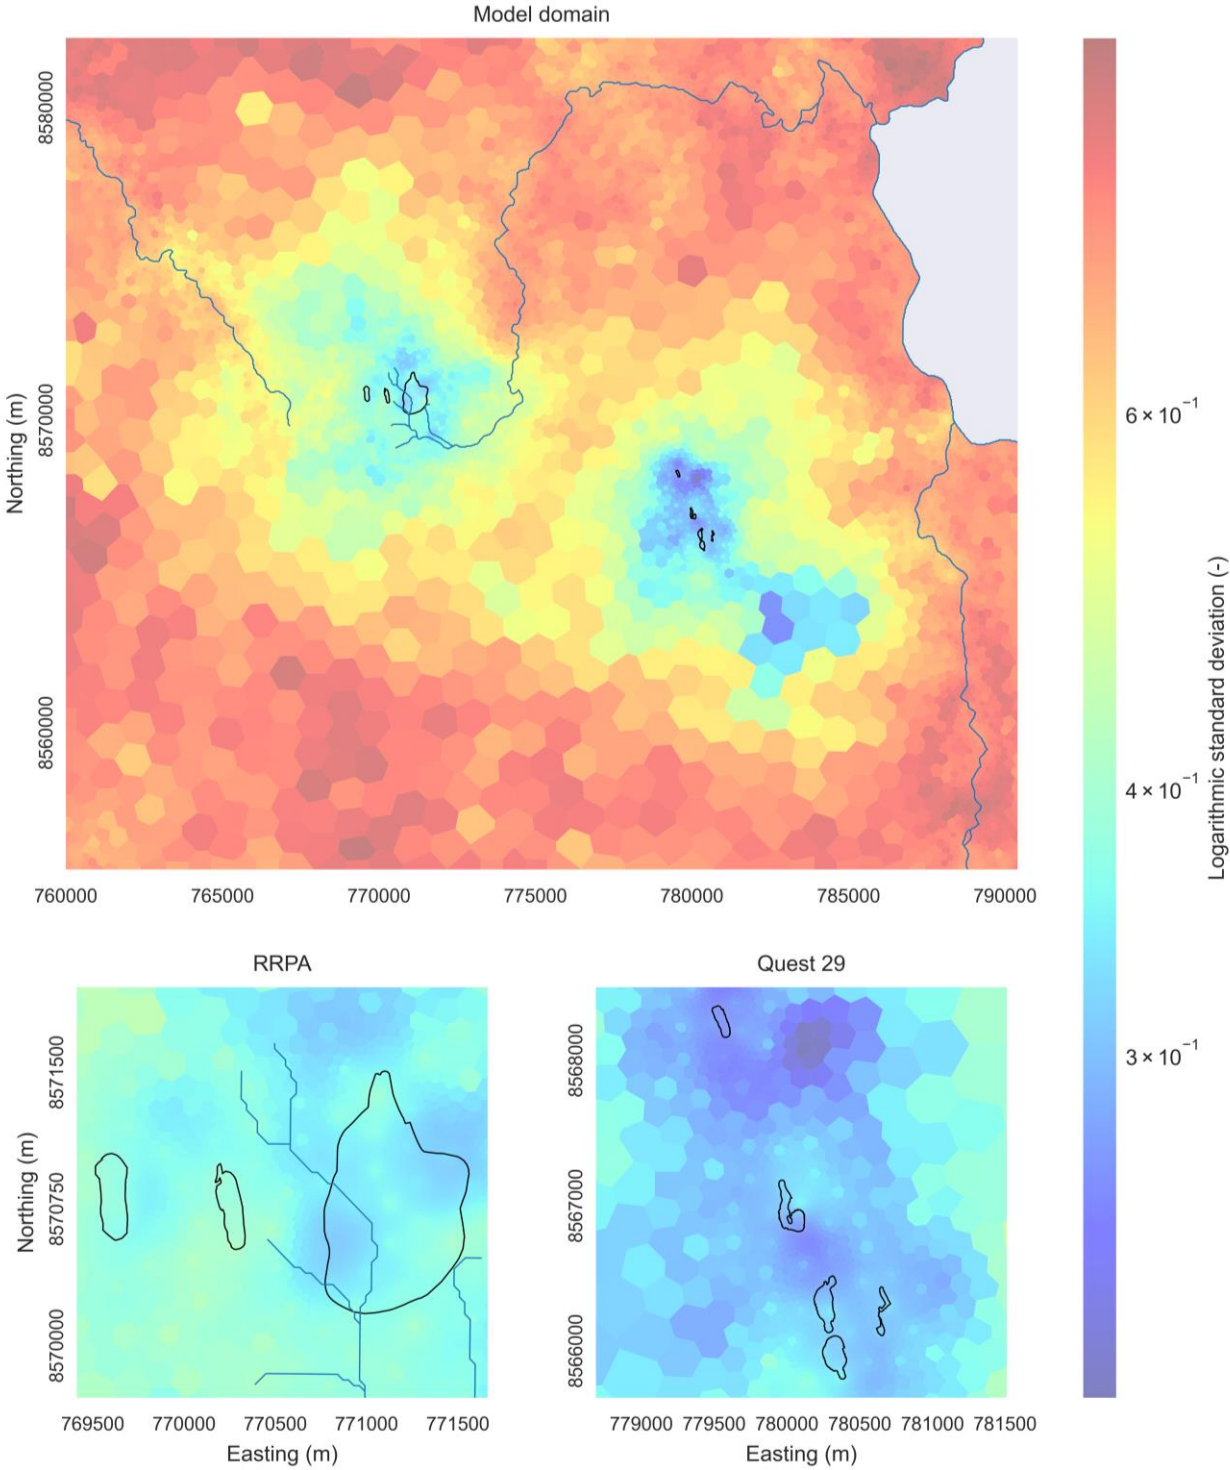 Model domain
8580000
8570000
8560000
Northing (m)
760000 765000 770000 775000 780000 785000 790000
6 × 10⁻¹
4 × 10⁻¹
3 × 10⁻¹
Logarithmic standard deviation (-)
RRPA
8571500
8570750
8570000
Northing (m)
769500 770000 770500 771000 771500
Easting (m)
Quest 29
8568000
8567000
8566000
779000 779500 780000 780500 781000 781500
Easting (m)